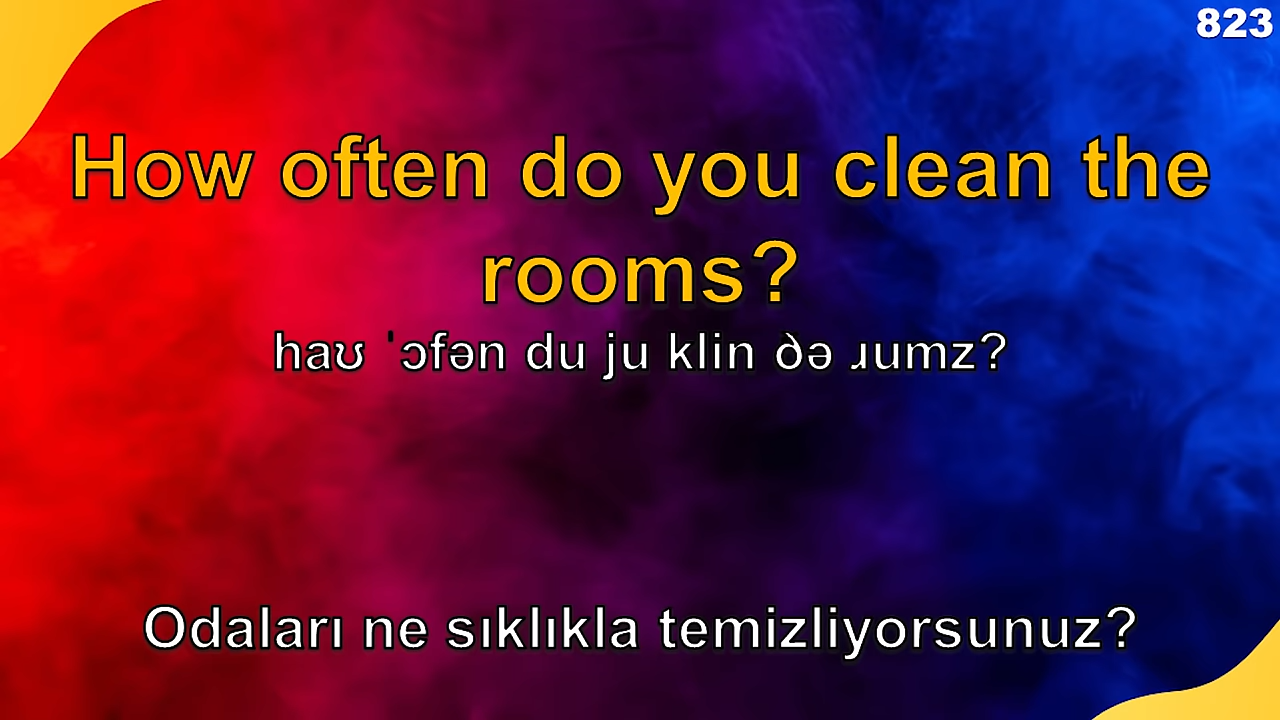 823
How often do you clean the
rooms?
haʊ ˈɔfən du ju klin ðə ɹumz?
Odaları ne sıklıkla temizliyorsunuz?